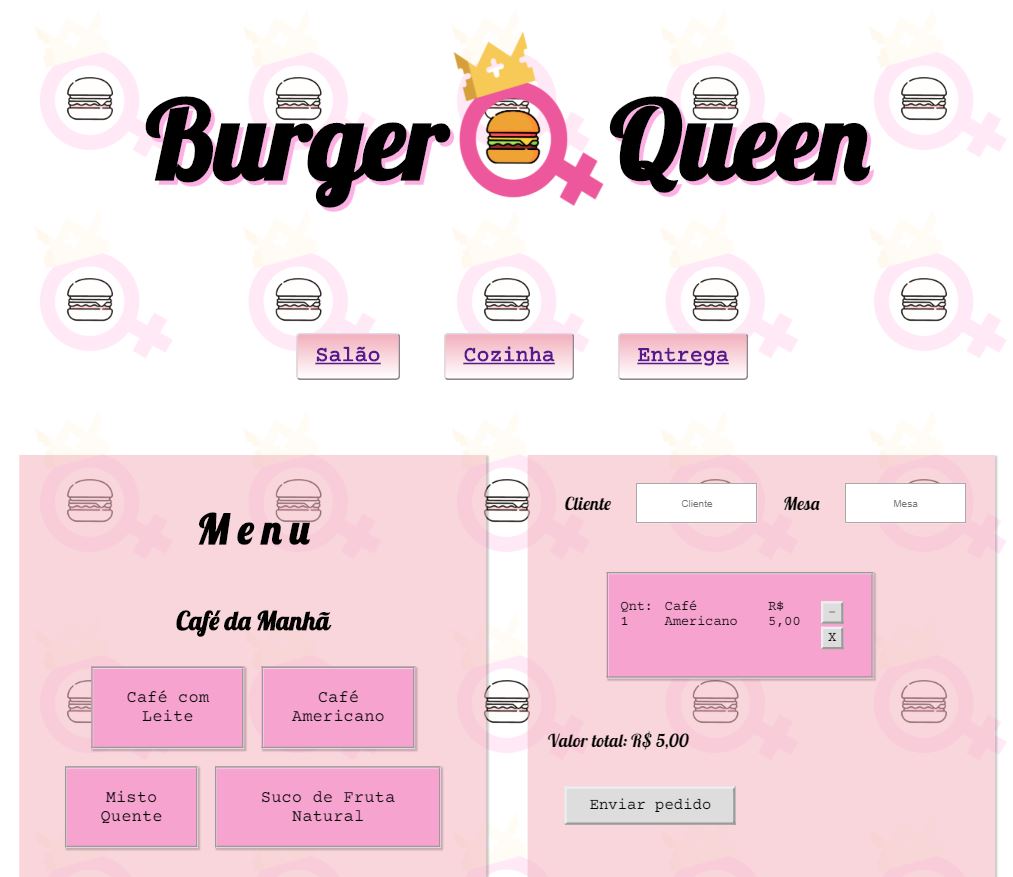 Burger Queen
Salão Cozinha Entrega
Menu
Café da Manhã
Café com
Leite
Café
Americano
Misto
Quente
Suco de Fruta
Natural
Cliente Cliente Mesa Mesa
Qnt: Café R$ -
1 Americano 5,00
X
Valor total: R$ 5,00
Enviar pedido